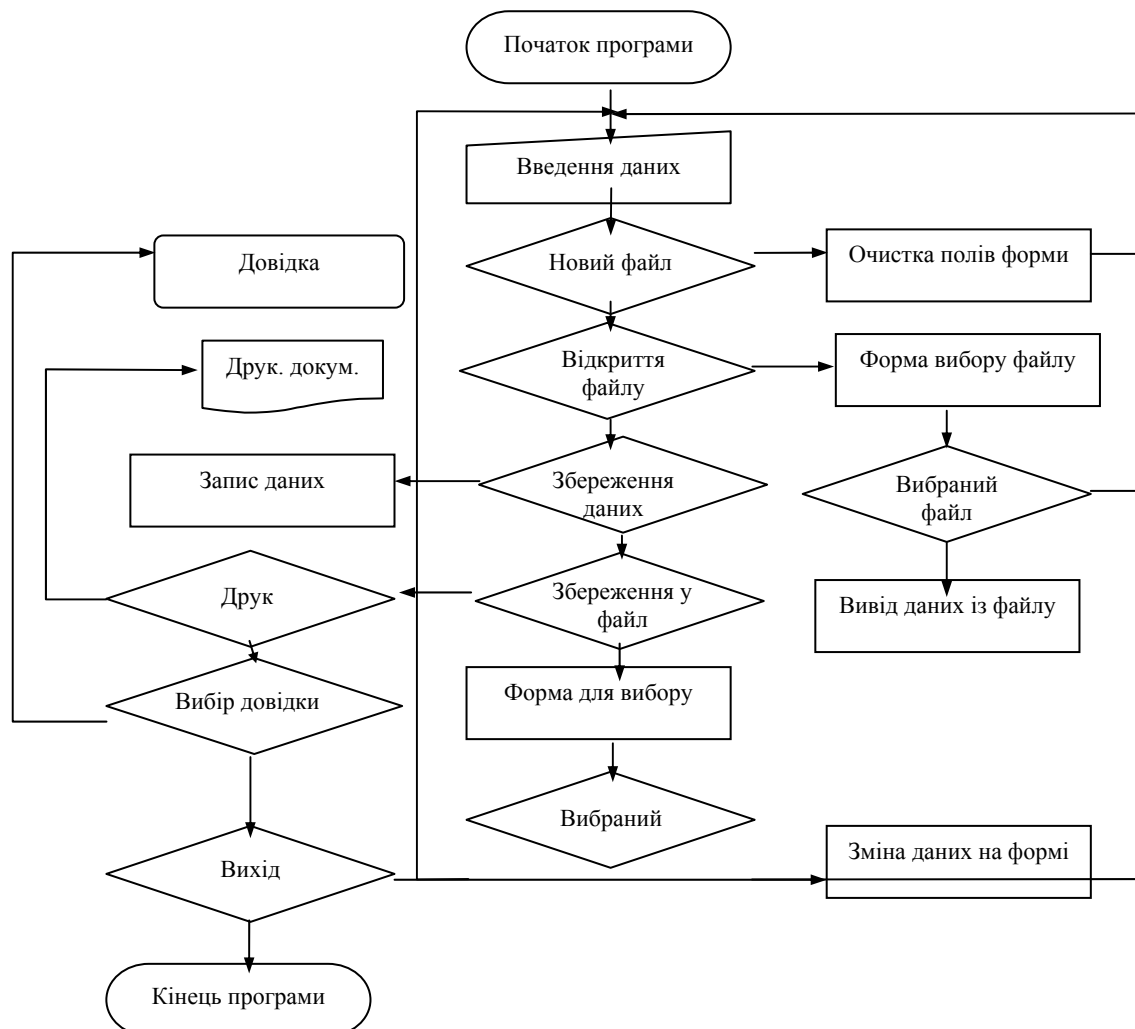 Початок програми
Введення даних
Довідка
Новий файл
Очистка полів форми
Друк. докум.
Відкриття
файлу
Форма вибору файлу
Запис даних
Збереження
даних
Вибраний
файл
Друк
Збереження у
файл
Вивід даних із файлу
Вибір довідки
Форма для вибору
Вибраний
Зміна даних на формі
Вихід
Кінець програми